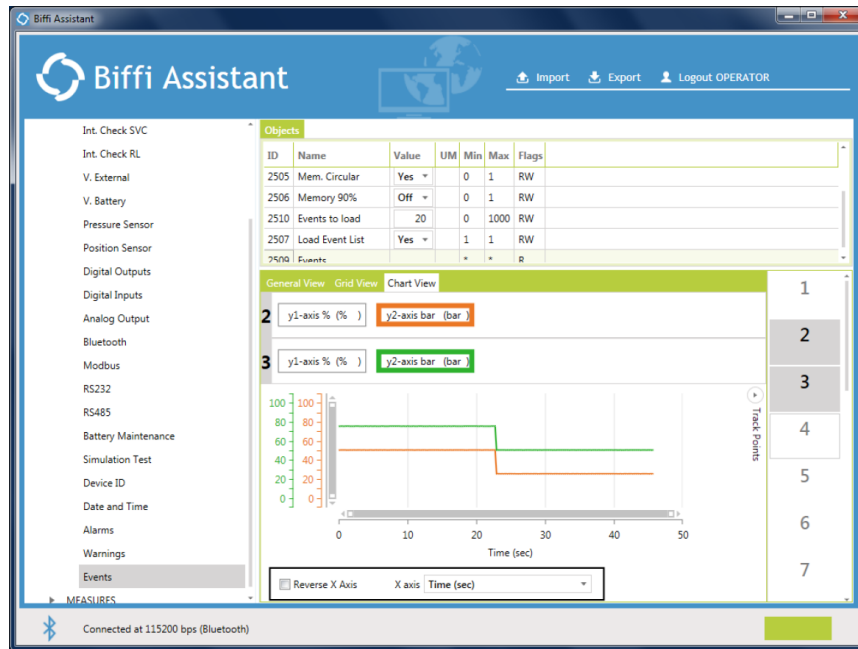 Biffi Assistant
Biffi Assistant
Import Export Logout OPERATOR
Int. Check SVC
Int. Check RL
V. External
V. Battery
Pressure Sensor
Position Sensor
Digital Outputs
Digital Inputs
Analog Output
Bluetooth
Modbus
RS232
RS485
Battery Maintenance
Simulation Test
Device ID
Date and Time
Alarms
Warnings
Events
MEASURES
Objects
ID Name Value UM Min Max Flags
2505 Mem. Circular Yes 0 1 RW
2506 Memory 90% Off 0 1 RW
2510 Events to load 20 0 1000 RW
2507 Load Event List Yes 1 1 RW
2509 Events * * R
General View Grid View Chart View
2 y1-axis % (% ) y2-axis bar (bar )
3 y1-axis % (% ) y2-axis bar (bar )
100 100
80 80
60 60
40 40
20 20
0 0
Track Points
0 10 20 30 40 50
Time (sec)
Reverse X Axis X axis Time (sec)
1
2
3
4
5
6
7
Connected at 115200 bps (Bluetooth)